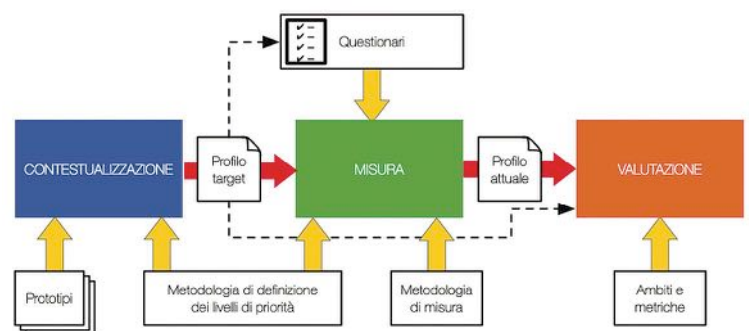 Questionari
CONTESTUALIZZAZIONE
Profilo
target
MISURA
Profilo
attuale
VALUTAZIONE
Prototipi
Metodologia di definizione
dei livelli di priorità
Metodologia
di misura
Ambiti e
metriche